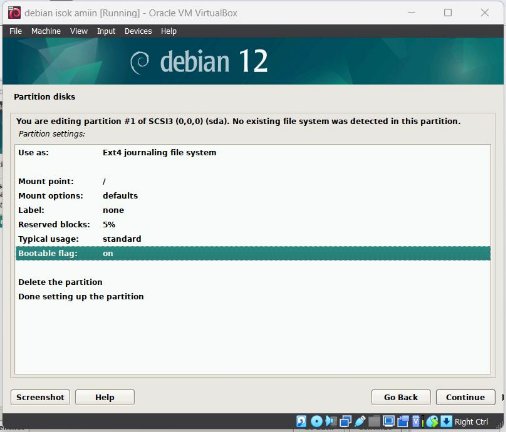 debian isok amiin [Running] - Oracle VM VirtualBox
File Machine View Input Devices Help
debian 12
Partition disks
You are editing partition #1 of SCSI3 (0,0,0) (sda). No existing file system was detected in this partition.
Partition settings:
Use as: Ext4 journaling file system
Mount point: /
Mount options: defaults
Label: none
Reserved blocks: 5%
Typical usage: standard
Bootable flag: on
Delete the partition
Done setting up the partition
Screenshot Help Go Back Continue
Right Ctrl